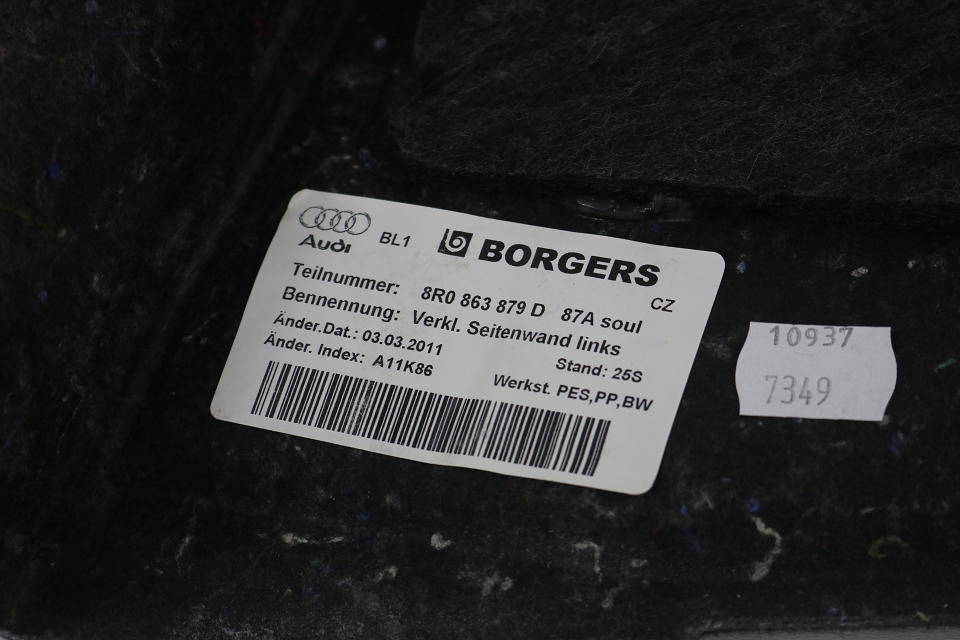 Audi BL1 BORGERS
CZ
Teilnummer: 8R0 863 879 D 87A soul
Bennennung: Verkl. Seitenwand links
Änder.Dat.: 03.03.2011 Stand: 25S
Änder. Index: A11K86 Werkst. PES,PP,BW
10937
7349